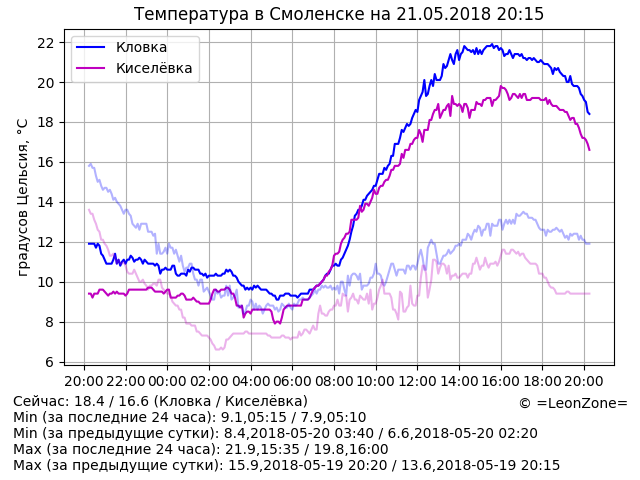 Температура в Смоленске на 21.05.2018 20:15
Кловка
Киселёвка
градусов Цельсия, °C
22
20
18
16
14
12
10
8
6
20:00 22:00 00:00 02:00 04:00 06:00 08:00 10:00 12:00 14:00 16:00 18:00 20:00
Сейчас: 18.4 / 16.6 (Кловка / Киселёвка)
© =LeonZone=
Min (за последние 24 часа): 9.1,05:15 / 7.9,05:10
Min (за предыдущие сутки): 8.4,2018-05-20 03:40 / 6.6,2018-05-20 02:20
Max (за последние 24 часа): 21.9,15:35 / 19.8,16:00
Max (за предыдущие сутки): 15.9,2018-05-19 20:20 / 13.6,2018-05-19 20:15